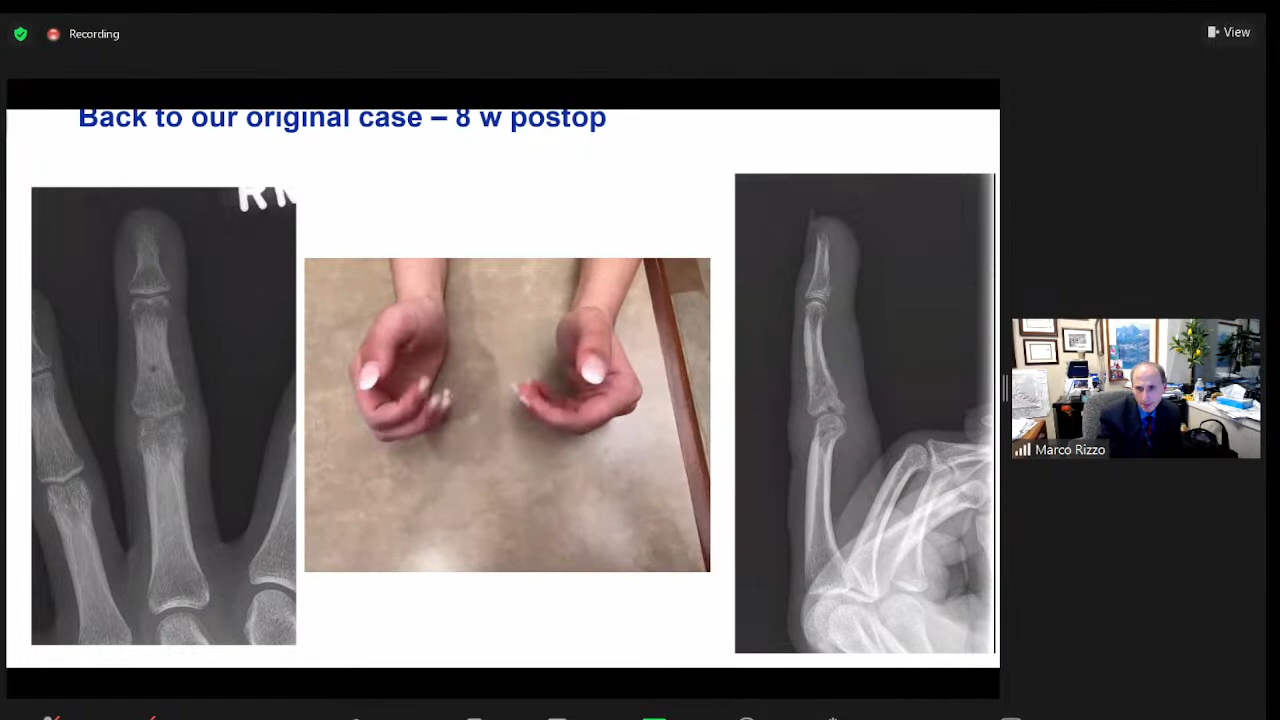 Recording
View
Back to our original case – 8 w postop
Marco Rizzo